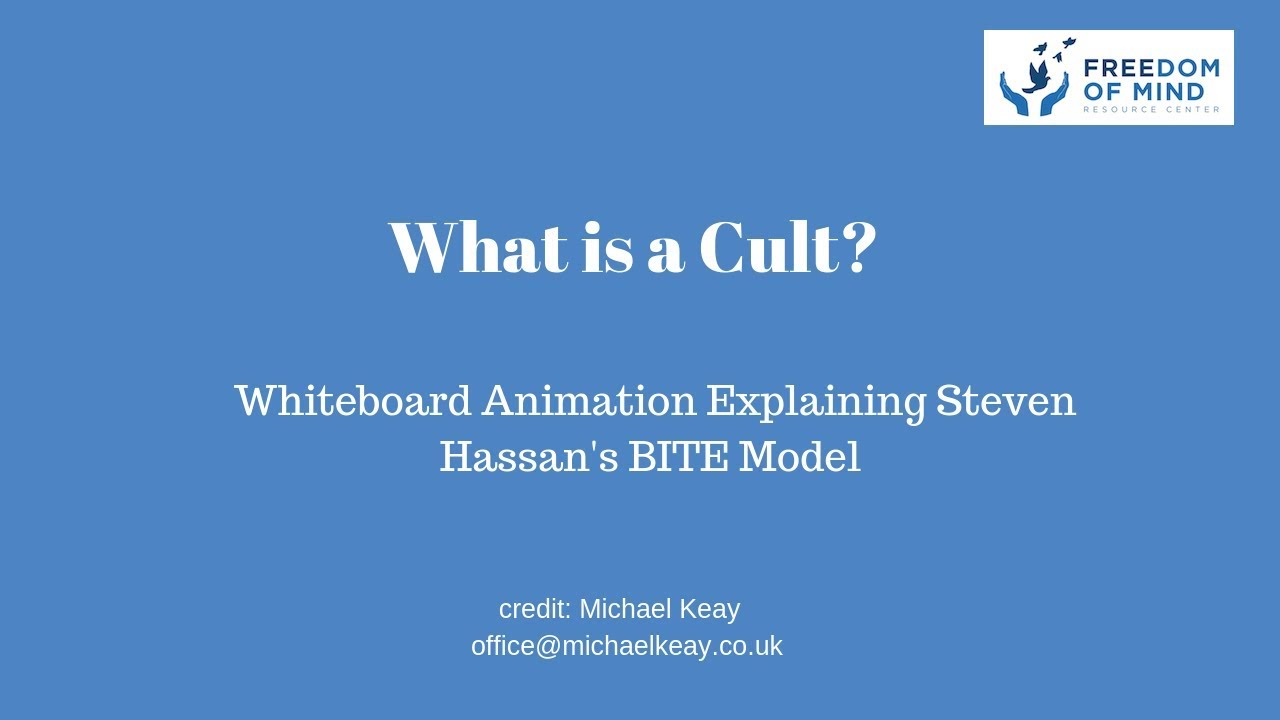 FREEDOM
OF MIND
RESOURCE CENTER
What is a Cult?
Whiteboard Animation Explaining Steven
Hassan's BITE Model
credit: Michael Keay
office@michaelkeay.co.uk